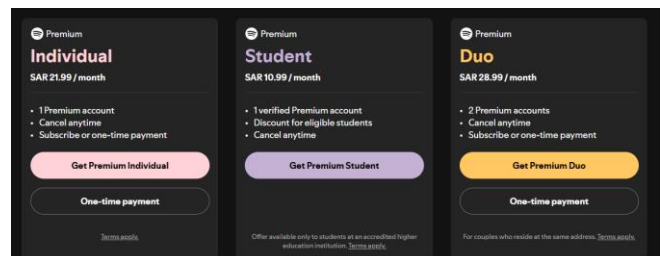 Premium
Individual
SAR 21.99 / month
• 1 Premium account
• Cancel anytime
• Subscribe or one-time payment
Get Premium Individual
One-time payment
Terms apply.
Premium
Student
SAR 10.99 / month
• 1 verified Premium account
• Discount for eligible students
• Cancel anytime
Get Premium Student
Offer available only to students at an accredited higher
education institution. Terms apply.
Premium
Duo
SAR 28.99 / month
• 2 Premium accounts
• Cancel anytime
• Subscribe or one-time payment
Get Premium Duo
One-time payment
For couples who reside at the same address. Terms apply.